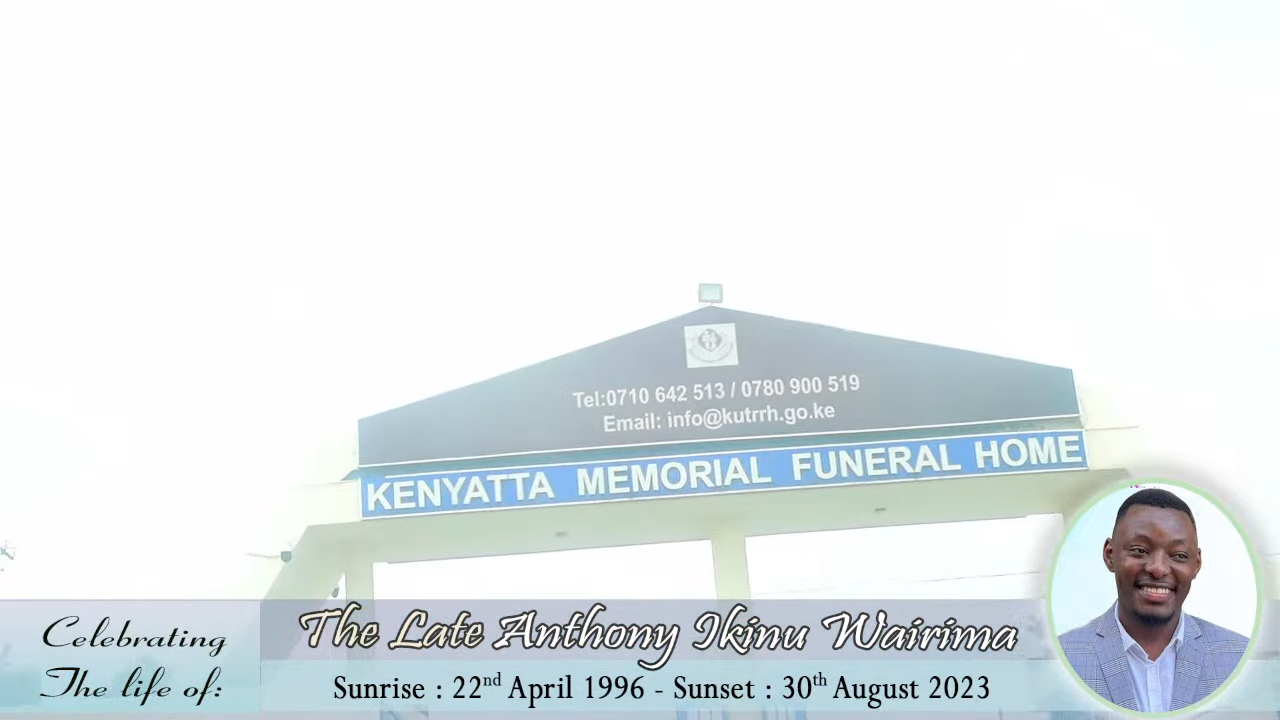 Tel:0710 642 513 / 0780 900 519
Email: info@kutrrh.go.ke
KENYATTA MEMORIAL FUNERAL HOME
Celebrating
The life of:
The Late Anthony Ikinu Wairima
Sunrise : 22nd April 1996 - Sunset : 30th August 2023